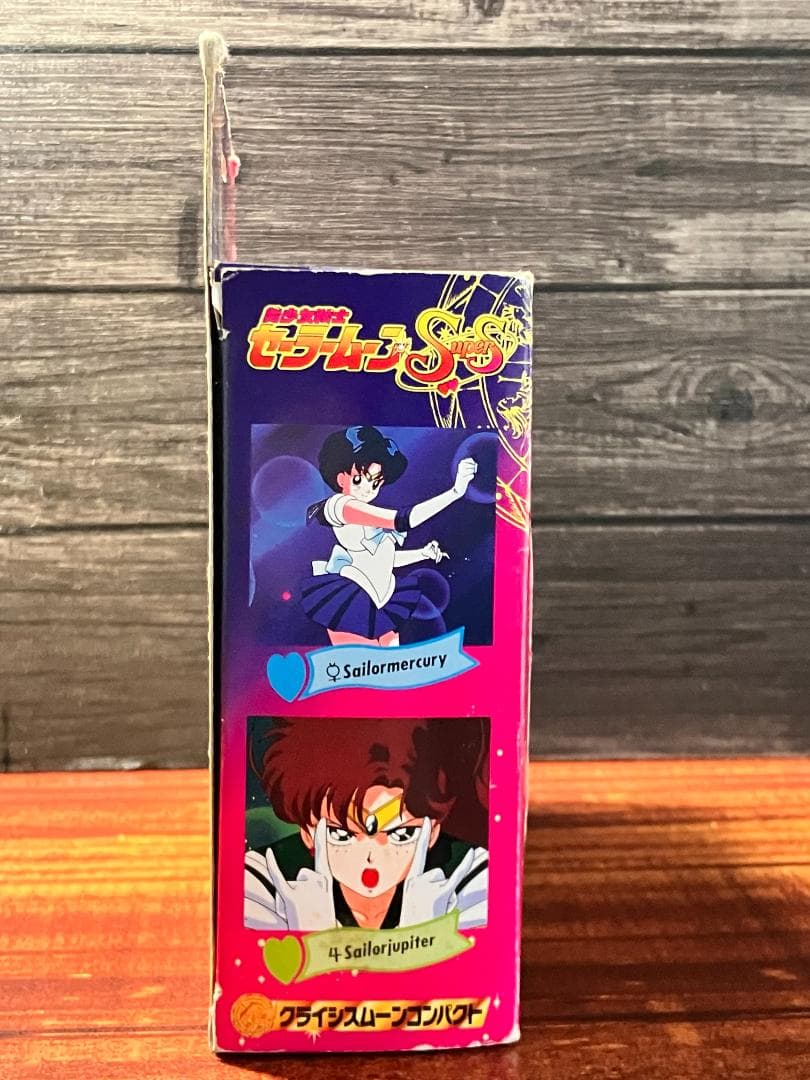 美少女戦士
セーラームーン SuperS
☿Sailormercury
♃Sailorjupiter
クライシスムーンコンパクト